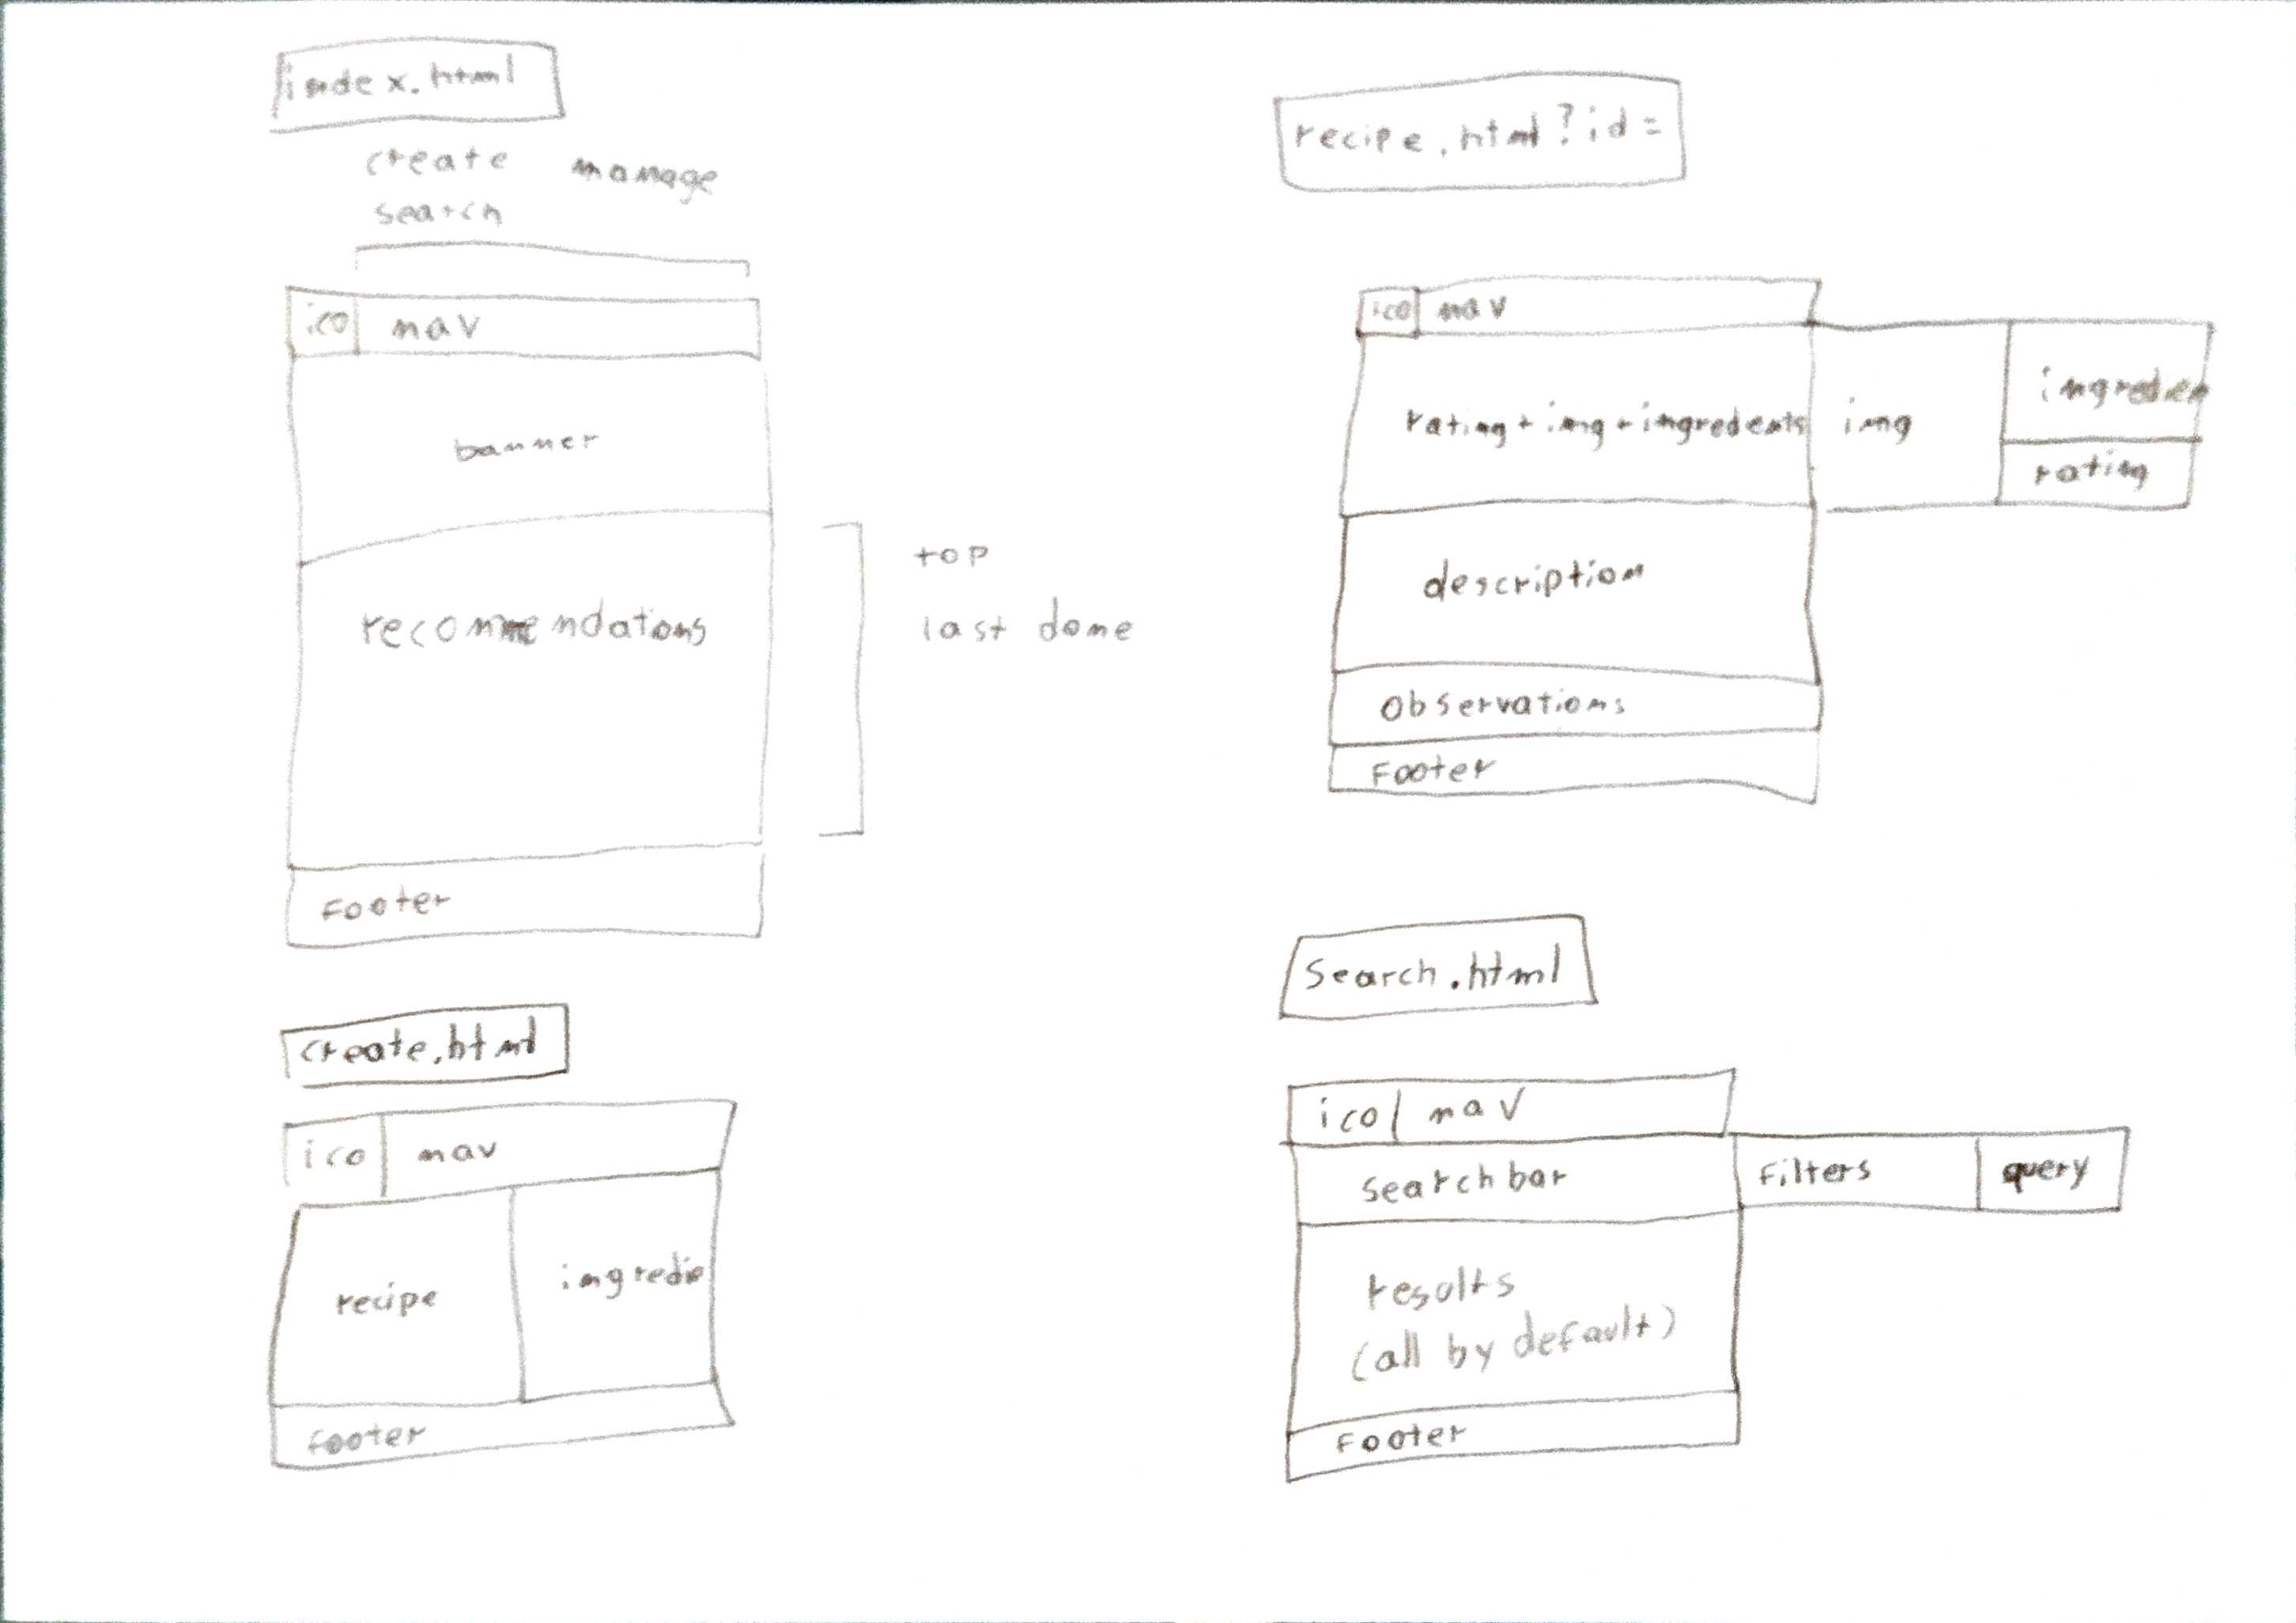 index.html
create manage
search
ico nav
banner
recommendations
top
last done
Footer
create.html
ico nav
recipe ingredie
footer
recipe.html?id=
ico nav
rating + img + ingredents img ingredien
rating
description
Observations
Footer
Search.html
ico nav
Searchbar Filters query
results
(all by default)
Footer